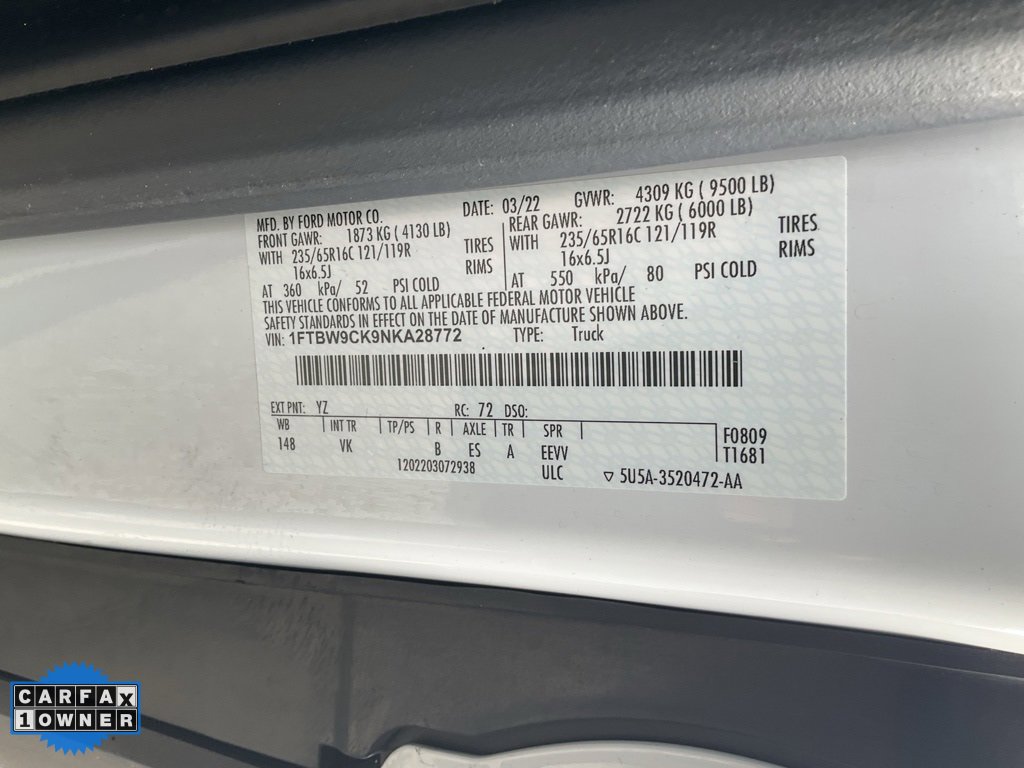 MFD. BY FORD MOTOR CO. DATE: 03/22 GVWR: 4309 KG ( 9500 LB)
FRONT GAWR: 1873 KG ( 4130 LB) REAR GAWR: 2722 KG ( 6000 LB)
WITH 235/65R16C 121/119R TIRES WITH 235/65R16C 121/119R TIRES
16x6.5J RIMS 16x6.5J RIMS
AT 360 kPa/ 52 PSI COLD AT 550 kPa/ 80 PSI COLD
THIS VEHICLE CONFORMS TO ALL APPLICABLE FEDERAL MOTOR VEHICLE
SAFETY STANDARDS IN EFFECT ON THE DATE OF MANUFACTURE SHOWN ABOVE.
VIN: 1FTBW9CK9NKA28772 TYPE: Truck
EXT PNT: YZ RC: 72 DSO:
WB INT TR TP/PS R AXLE TR SPR F0809
148 VK B ES A EEVV T1681
1202203072938 ULC ▽ 5U5A-3520472-AA
CARFAX
1 OWNER